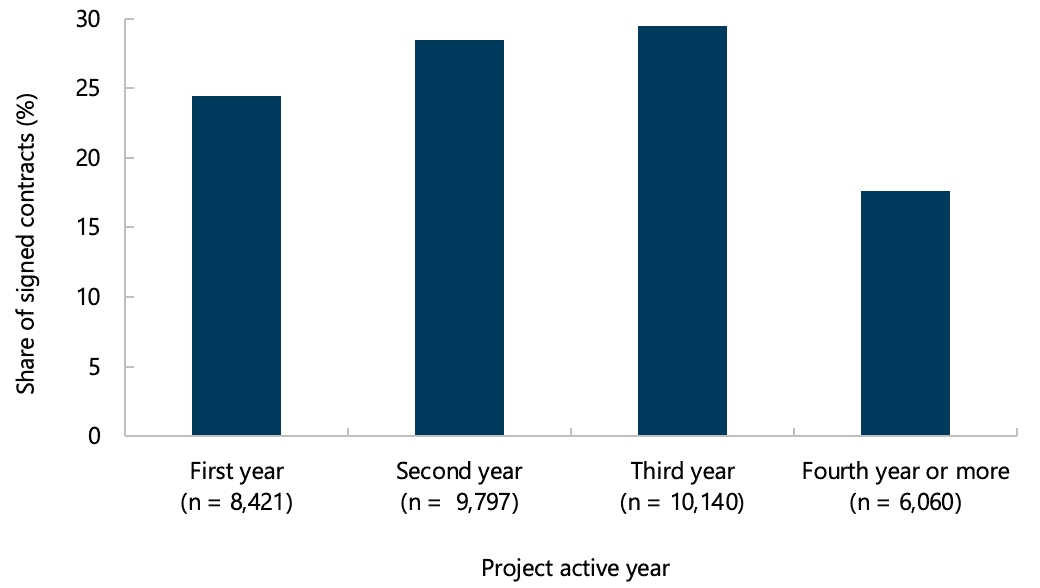 Share of signed contracts (%)
30
25
20
15
10
5
0
First year
(n = 8,421)
Second year
(n = 9,797)
Third year
(n = 10,140)
Fourth year or more
(n = 6,060)
Project active year